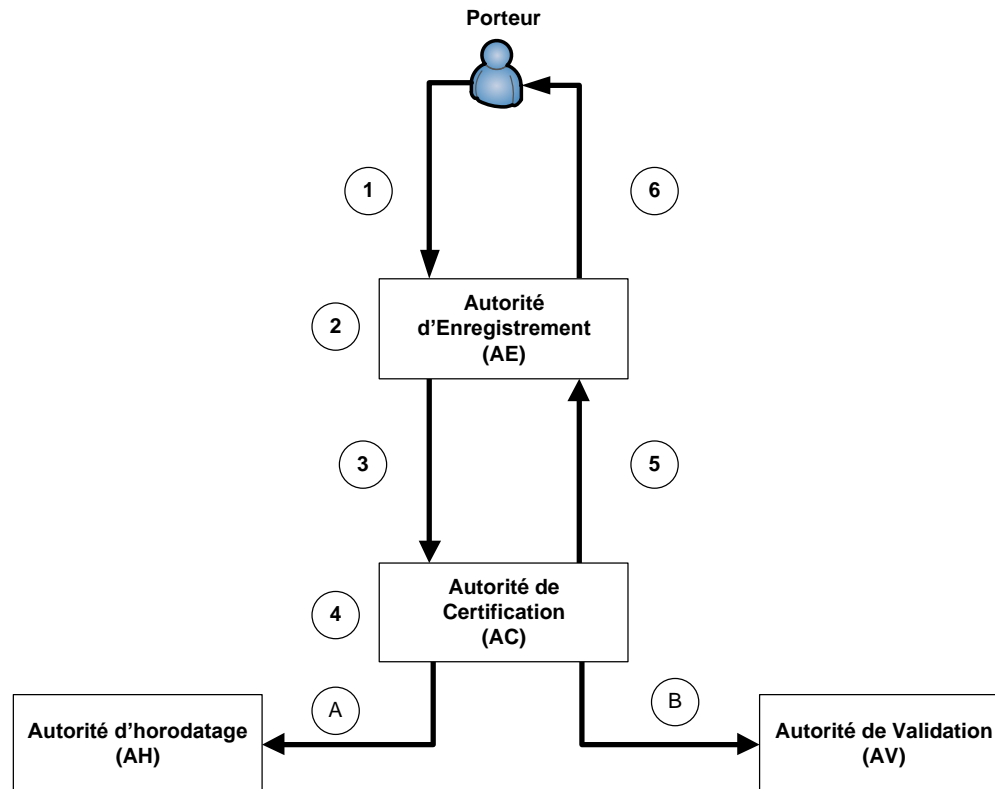 Porteur
1
6
Autorité
d’Enregistrement
(AE)
2
3
5
Autorité de
Certification
(AC)
4
A
B
Autorité d’horodatage
(AH)
Autorité de Validation
(AV)